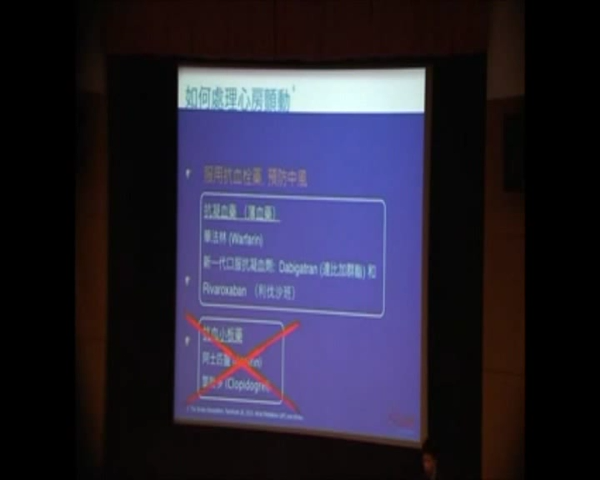 如何處理心房顫動
服用抗血栓藥, 預防中風
抗凝血藥 (薄血藥)
華法林 (Warfarin)
新一代口服抗凝血劑: Dabigatran (達比加群酯) 和
Rivaroxaban (利伐沙班)
抗血小板藥
阿士匹靈
(Clopidogrel)